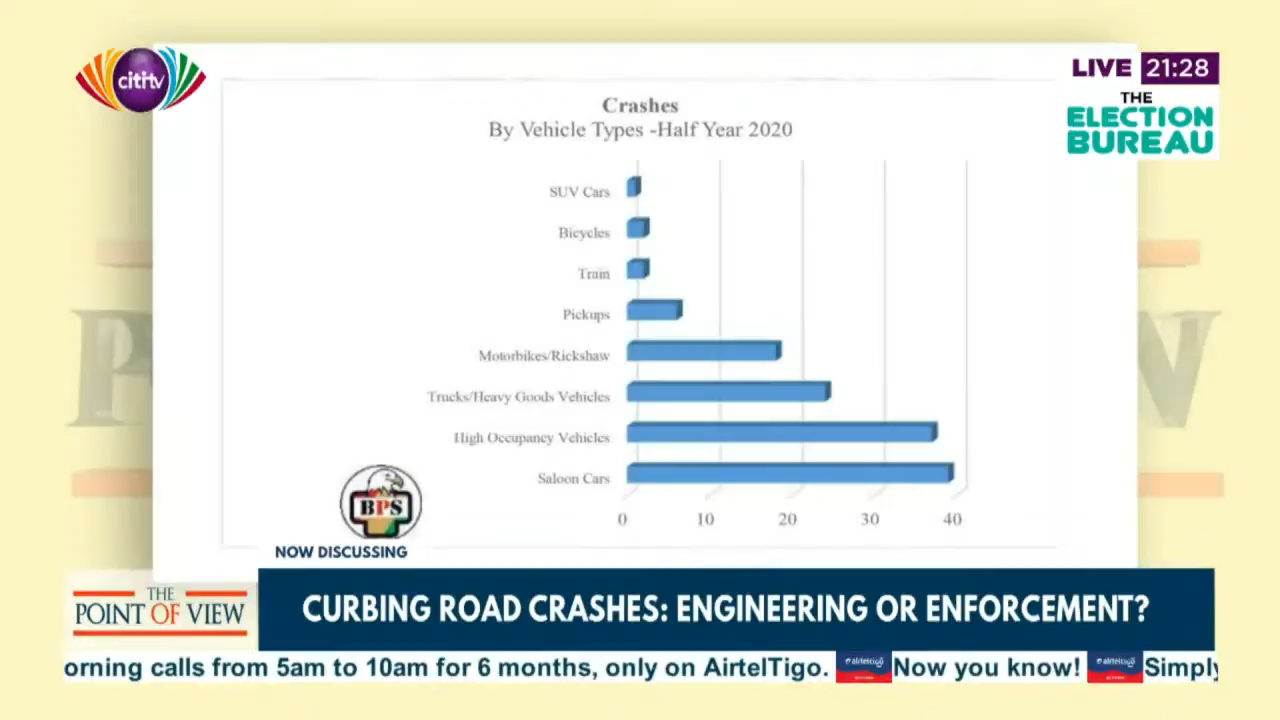 citi tv
LIVE 21:28
THE
ELECTION
BUREAU
Crashes
By Vehicle Types -Half Year 2020
SUV Cars
Bicycles
Train
Pickups
Motorbikes/Rickshaw
Trucks/Heavy Goods Vehicles
High Occupancy Vehicles
Saloon Cars
0 10 20 30 40
BPS
NOW DISCUSSING
THE
POINT OF VIEW
CURBING ROAD CRASHES: ENGINEERING OR ENFORCEMENT?
orning calls from 5am to 10am for 6 months, only on AirtelTigo. airteltigo Now you know! airteltigo Simply